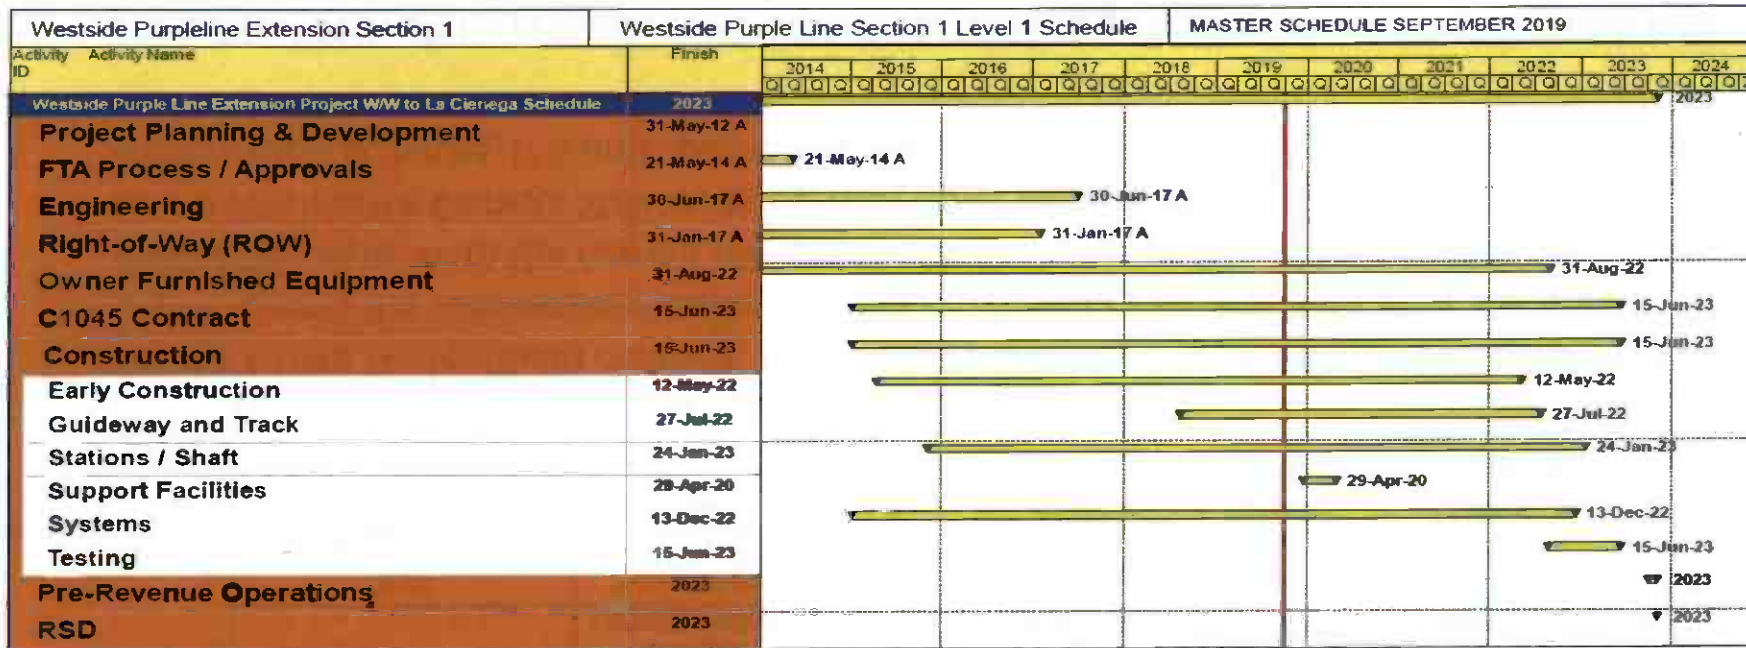 Westside Purpleline Extension Section 1 Westside Purple Line Section 1 Level 1 Schedule MASTER SCHEDULE SEPTEMBER 2019
Activity ID Activity Name Finish 2014 2015 2016 2017 2018 2019 2020 2021 2022 2023 2024
Q Q Q Q Q Q Q Q Q Q Q Q Q Q Q Q Q Q Q Q Q Q Q Q Q Q Q Q Q Q Q Q Q Q Q Q Q Q Q Q Q Q Q
Westside Purple Line Extension Project W/W to La Cienega Schedule 2023 2023
Project Planning & Development 31-May-12 A
FTA Process / Approvals 21-May-14 A 21-May-14 A
Engineering 30-Jun-17 A 30-Jun-17 A
Right-of-Way (ROW) 31-Jan-17 A 31-Jan-17 A
Owner Furnished Equipment 31-Aug-22 31-Aug-22
C1045 Contract 15-Jun-23 15-Jun-23
Construction 15-Jun-23 15-Jun-23
Early Construction 12-May-22 12-May-22
Guideway and Track 27-Jul-22 27-Jul-22
Stations / Shaft 24-Jan-23 24-Jan-23
Support Facilities 29-Apr-20 29-Apr-20
Systems 13-Dec-22 13-Dec-22
Testing 15-Jun-23 15-Jun-23
Pre-Revenue Operations 2023 2023
RSD 2023 2023